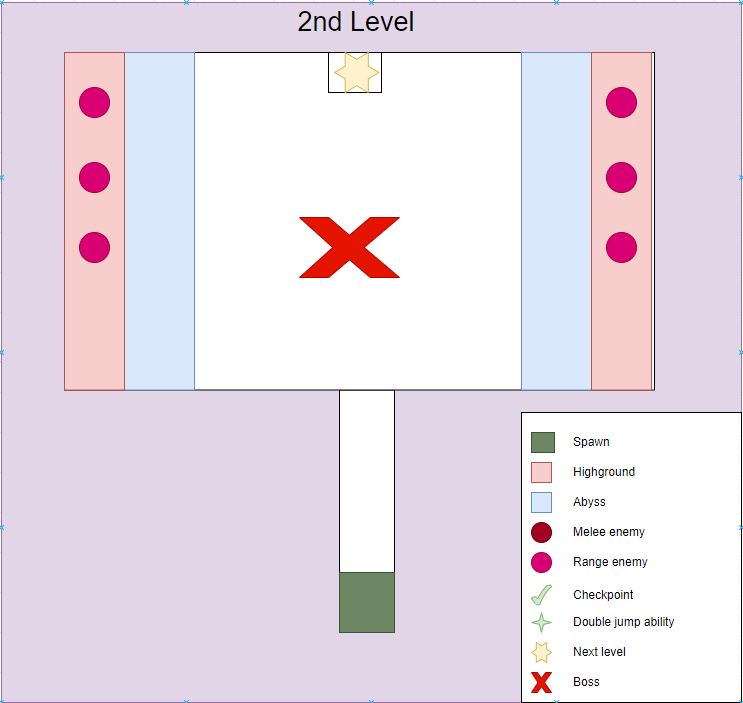 2nd Level
Spawn
Highground
Abyss
Melee enemy
Range enemy
Checkpoint
Double jump ability
Next level
Boss